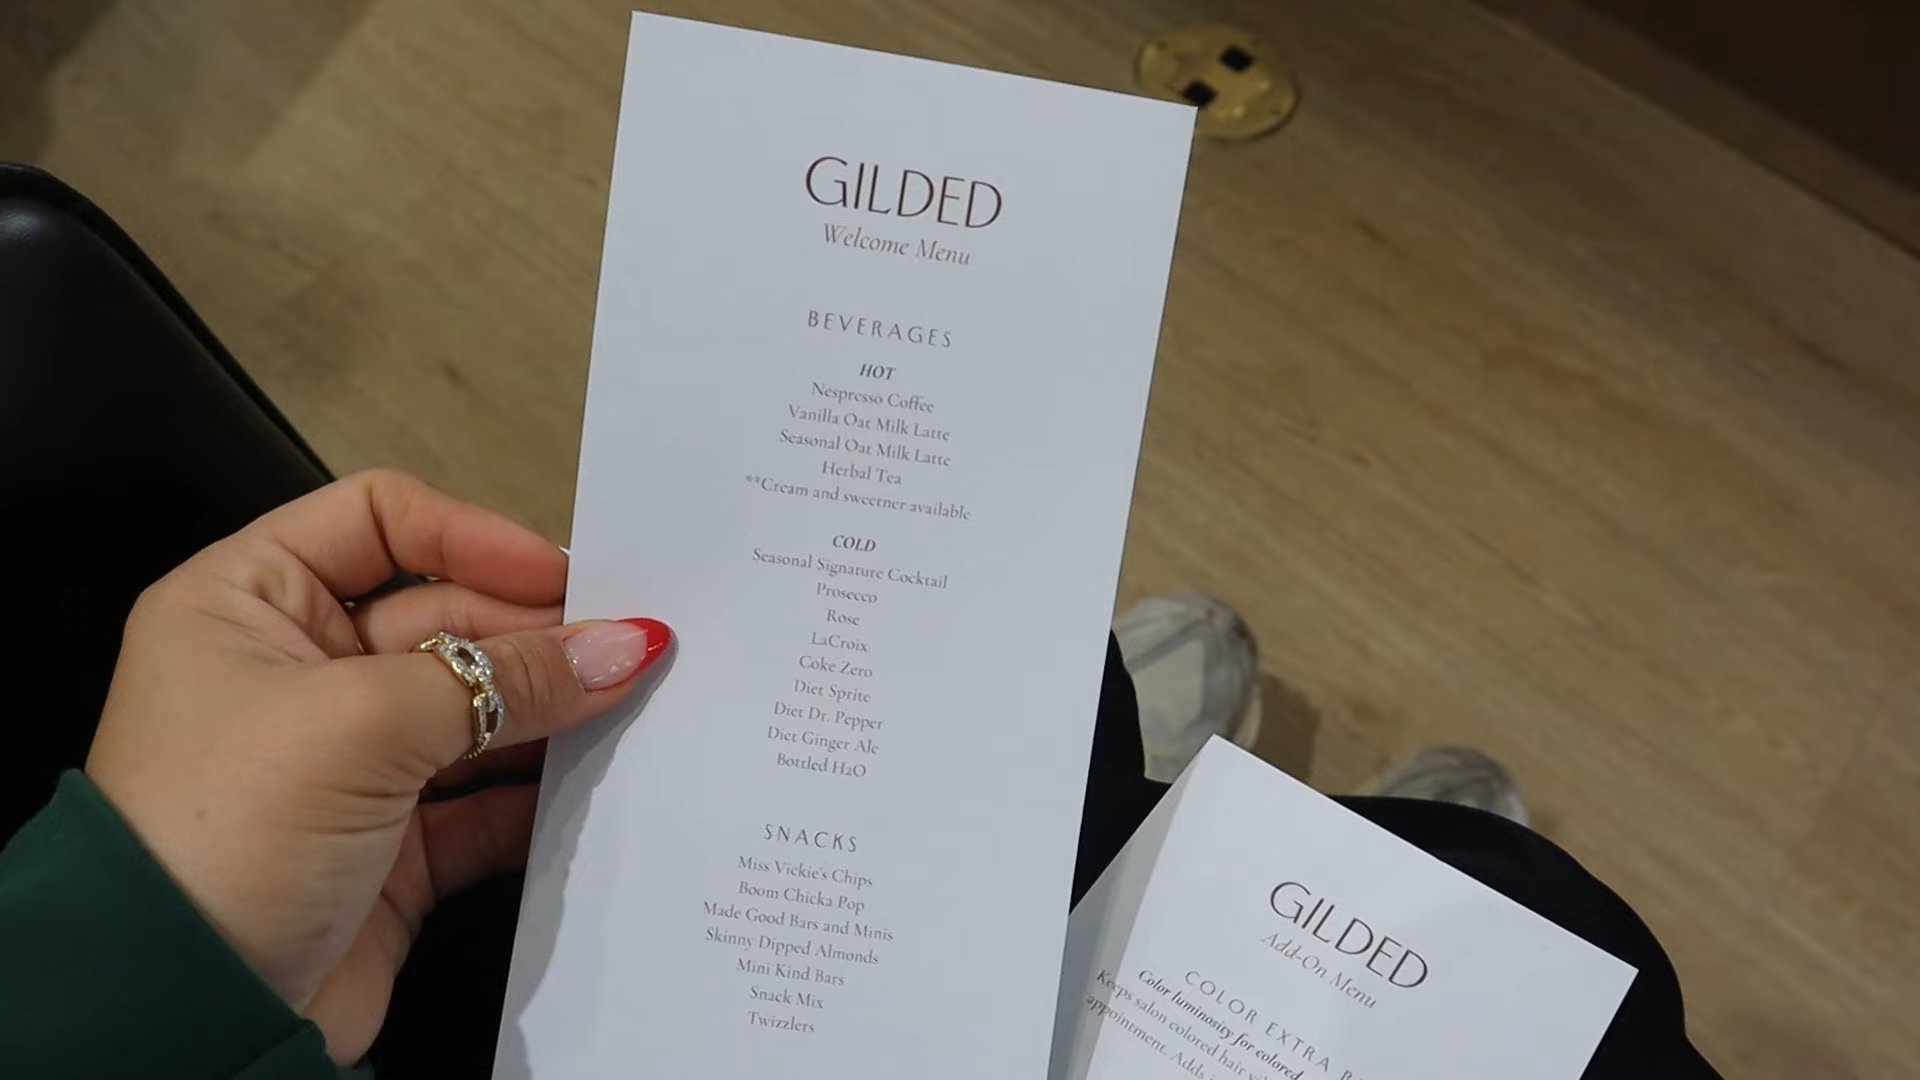 GILDED
Welcome Menu
BEVERAGES
HOT
Nespresso Coffee
Vanilla Oat Milk Latte
Seasonal Oat Milk Latte
Herbal Tea
**Cream and sweetner available
COLD
Seasonal Signature Cocktail
Prosecco
Rose
LaCroix
Coke Zero
Diet Sprite
Diet Dr. Pepper
Diet Ginger Ale
Bottled H2O
SNACKS
Miss Vickie's Chips
Boom Chicka Pop
Made Good Bars and Minis
Skinny Dipped Almonds
Mini Kind Bars
Snack Mix
Twizzlers
GILDED
Add-On Menu
COLOR EXTRA
Color luminosity for colored
Keeps salon colored hair
appointment. Adds